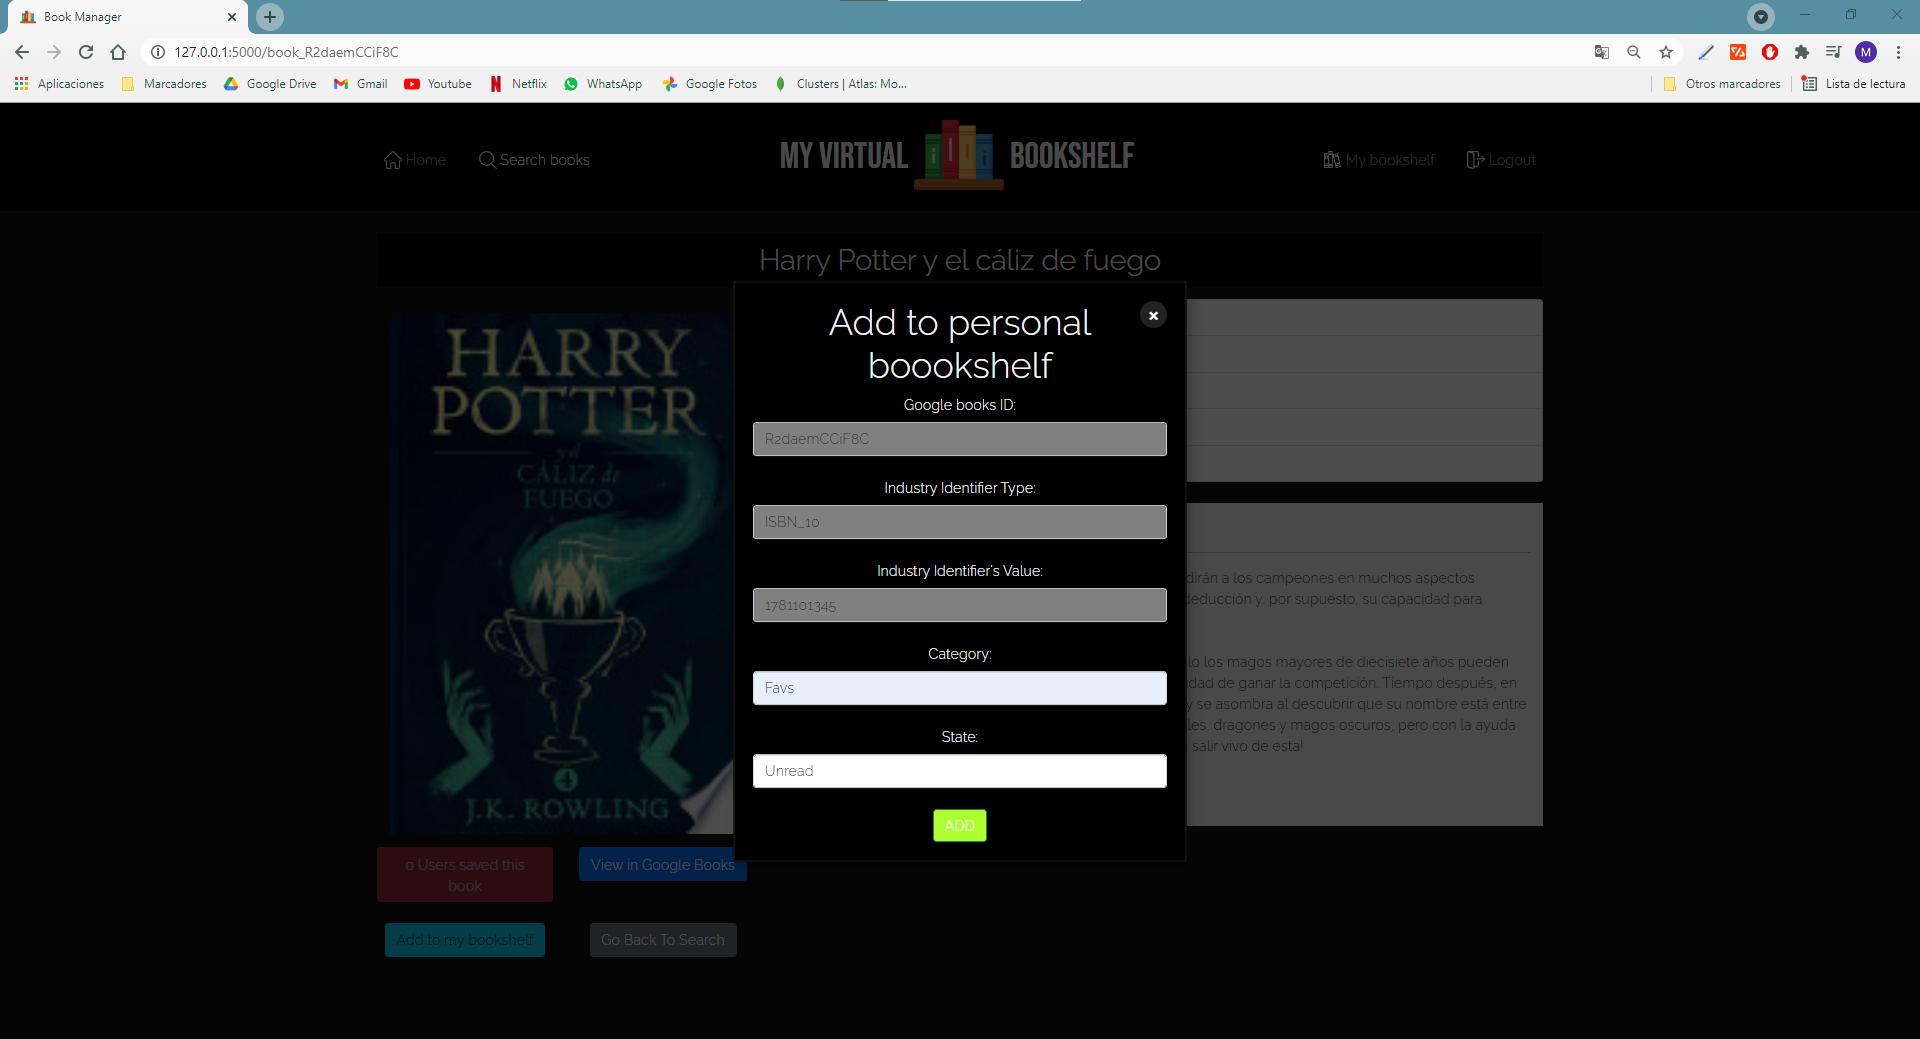 Book Manager
127.0.0.1:5000/book_R2daemCCiF8C
Aplicaciones Marcadores Google Drive Gmail Youtube Netflix WhatsApp Google Fotos Clusters | Atlas: Mo... Otros marcadores Lista de lectura
M
Home Search books MY VIRTUAL BOOKSHELF My bookshelf Logout
Harry Potter y el cáliz de fuego
HARRY
POTTER
y el
CÁLIZ de
FUEGO
4
J.K. ROWLING
Add to personal
boookshelf
Google books ID:
R2daemCCiF8C
Industry Identifier Type:
ISBN_10
Industry Identifier's Value:
1781101345
Category:
Favs
State:
Unread
ADD
dirán a los campeones en muchos aspectos
deducción y, por supuesto, su capacidad para
lo los magos mayores de diecisiete años pueden
dad de ganar la competición. Tiempo después, en
y se asombra al descubrir que su nombre está entre
les, dragones y magos oscuros, pero con la ayuda
salir vivo de esta!
0 Users saved this
book
View in Google Books
Add to my bookshelf
Go Back To Search